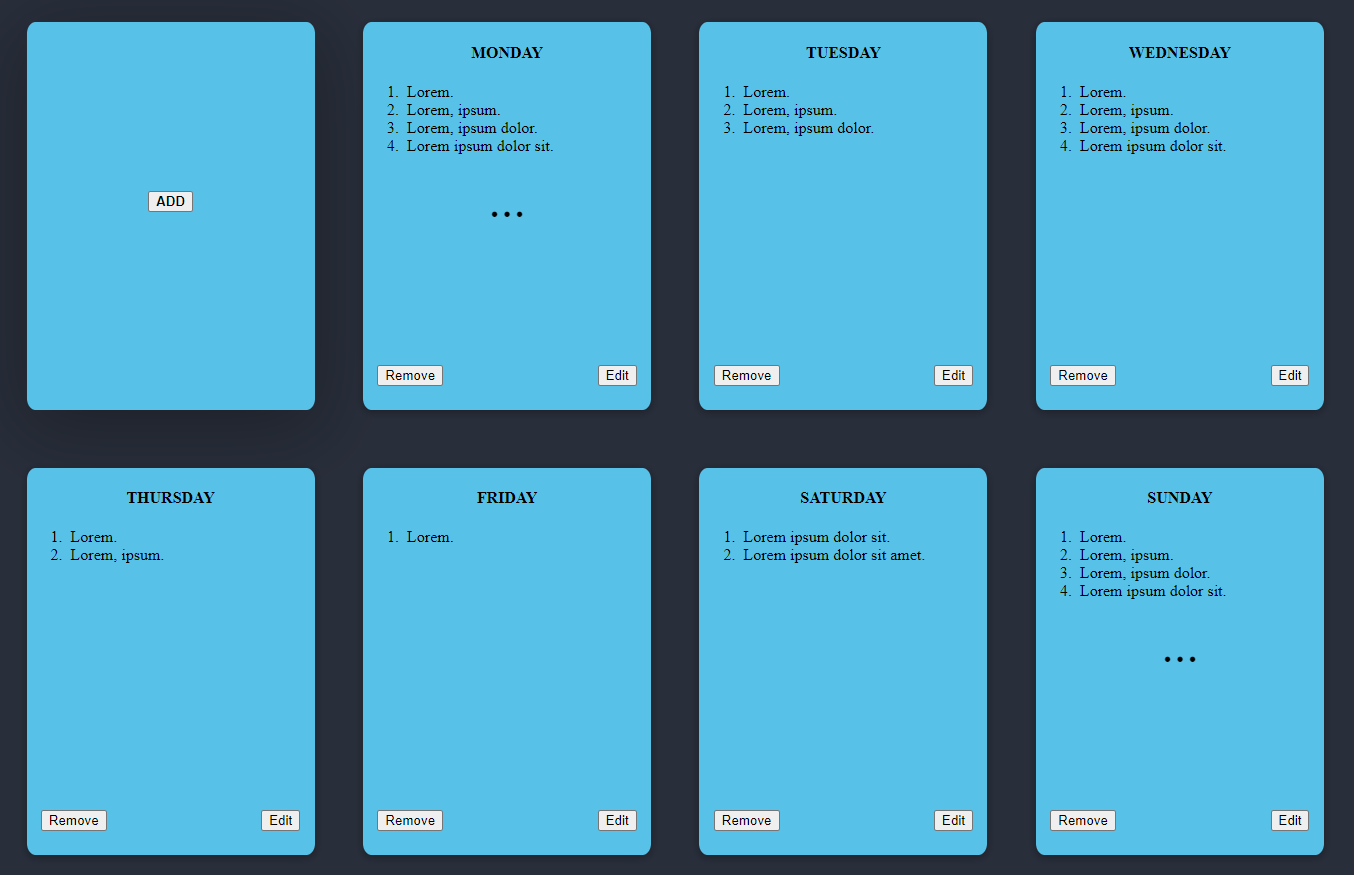 ADD
MONDAY
1. Lorem.
2. Lorem, ipsum.
3. Lorem, ipsum dolor.
4. Lorem ipsum dolor sit.
...
Remove
Edit
TUESDAY
1. Lorem.
2. Lorem, ipsum.
3. Lorem, ipsum dolor.
Remove
Edit
WEDNESDAY
1. Lorem.
2. Lorem, ipsum.
3. Lorem, ipsum dolor.
4. Lorem ipsum dolor sit.
Remove
Edit
THURSDAY
1. Lorem.
2. Lorem, ipsum.
Remove
Edit
FRIDAY
1. Lorem.
Remove
Edit
SATURDAY
1. Lorem ipsum dolor sit.
2. Lorem ipsum dolor sit amet.
Remove
Edit
SUNDAY
1. Lorem.
2. Lorem, ipsum.
3. Lorem, ipsum dolor.
4. Lorem ipsum dolor sit.
...
Remove
Edit